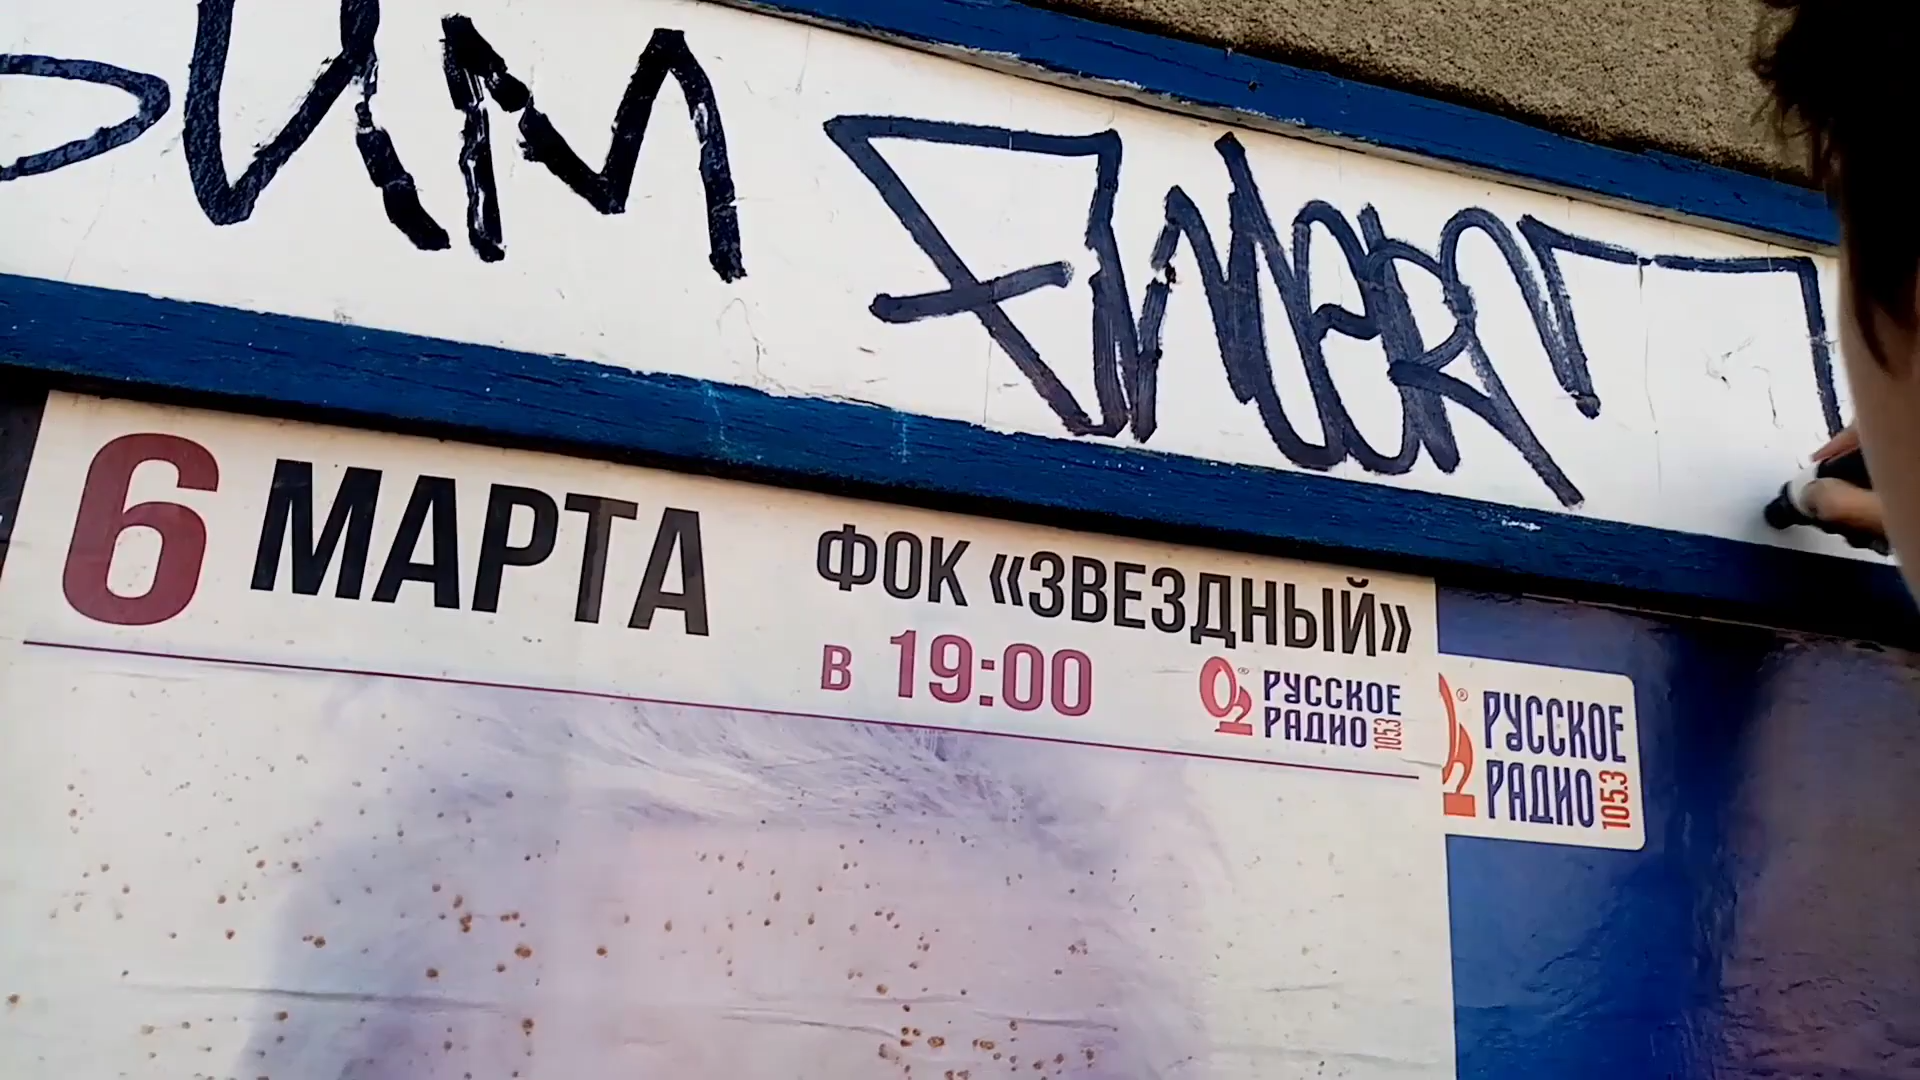 6 МАРТА
ФОК «ЗВЕЗДНЫЙ»
в 19:00
РУССКОЕ
РАДИО 105.3
РУССКОЕ
РАДИО 105.3